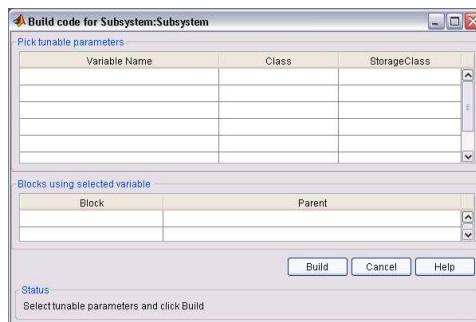 Build code for Subsystem:Subsystem
Pick tunable parameters
Variable Name Class StorageClass
Blocks using selected variable
Block Parent
Build Cancel Help
Status
Select tunable parameters and click Build